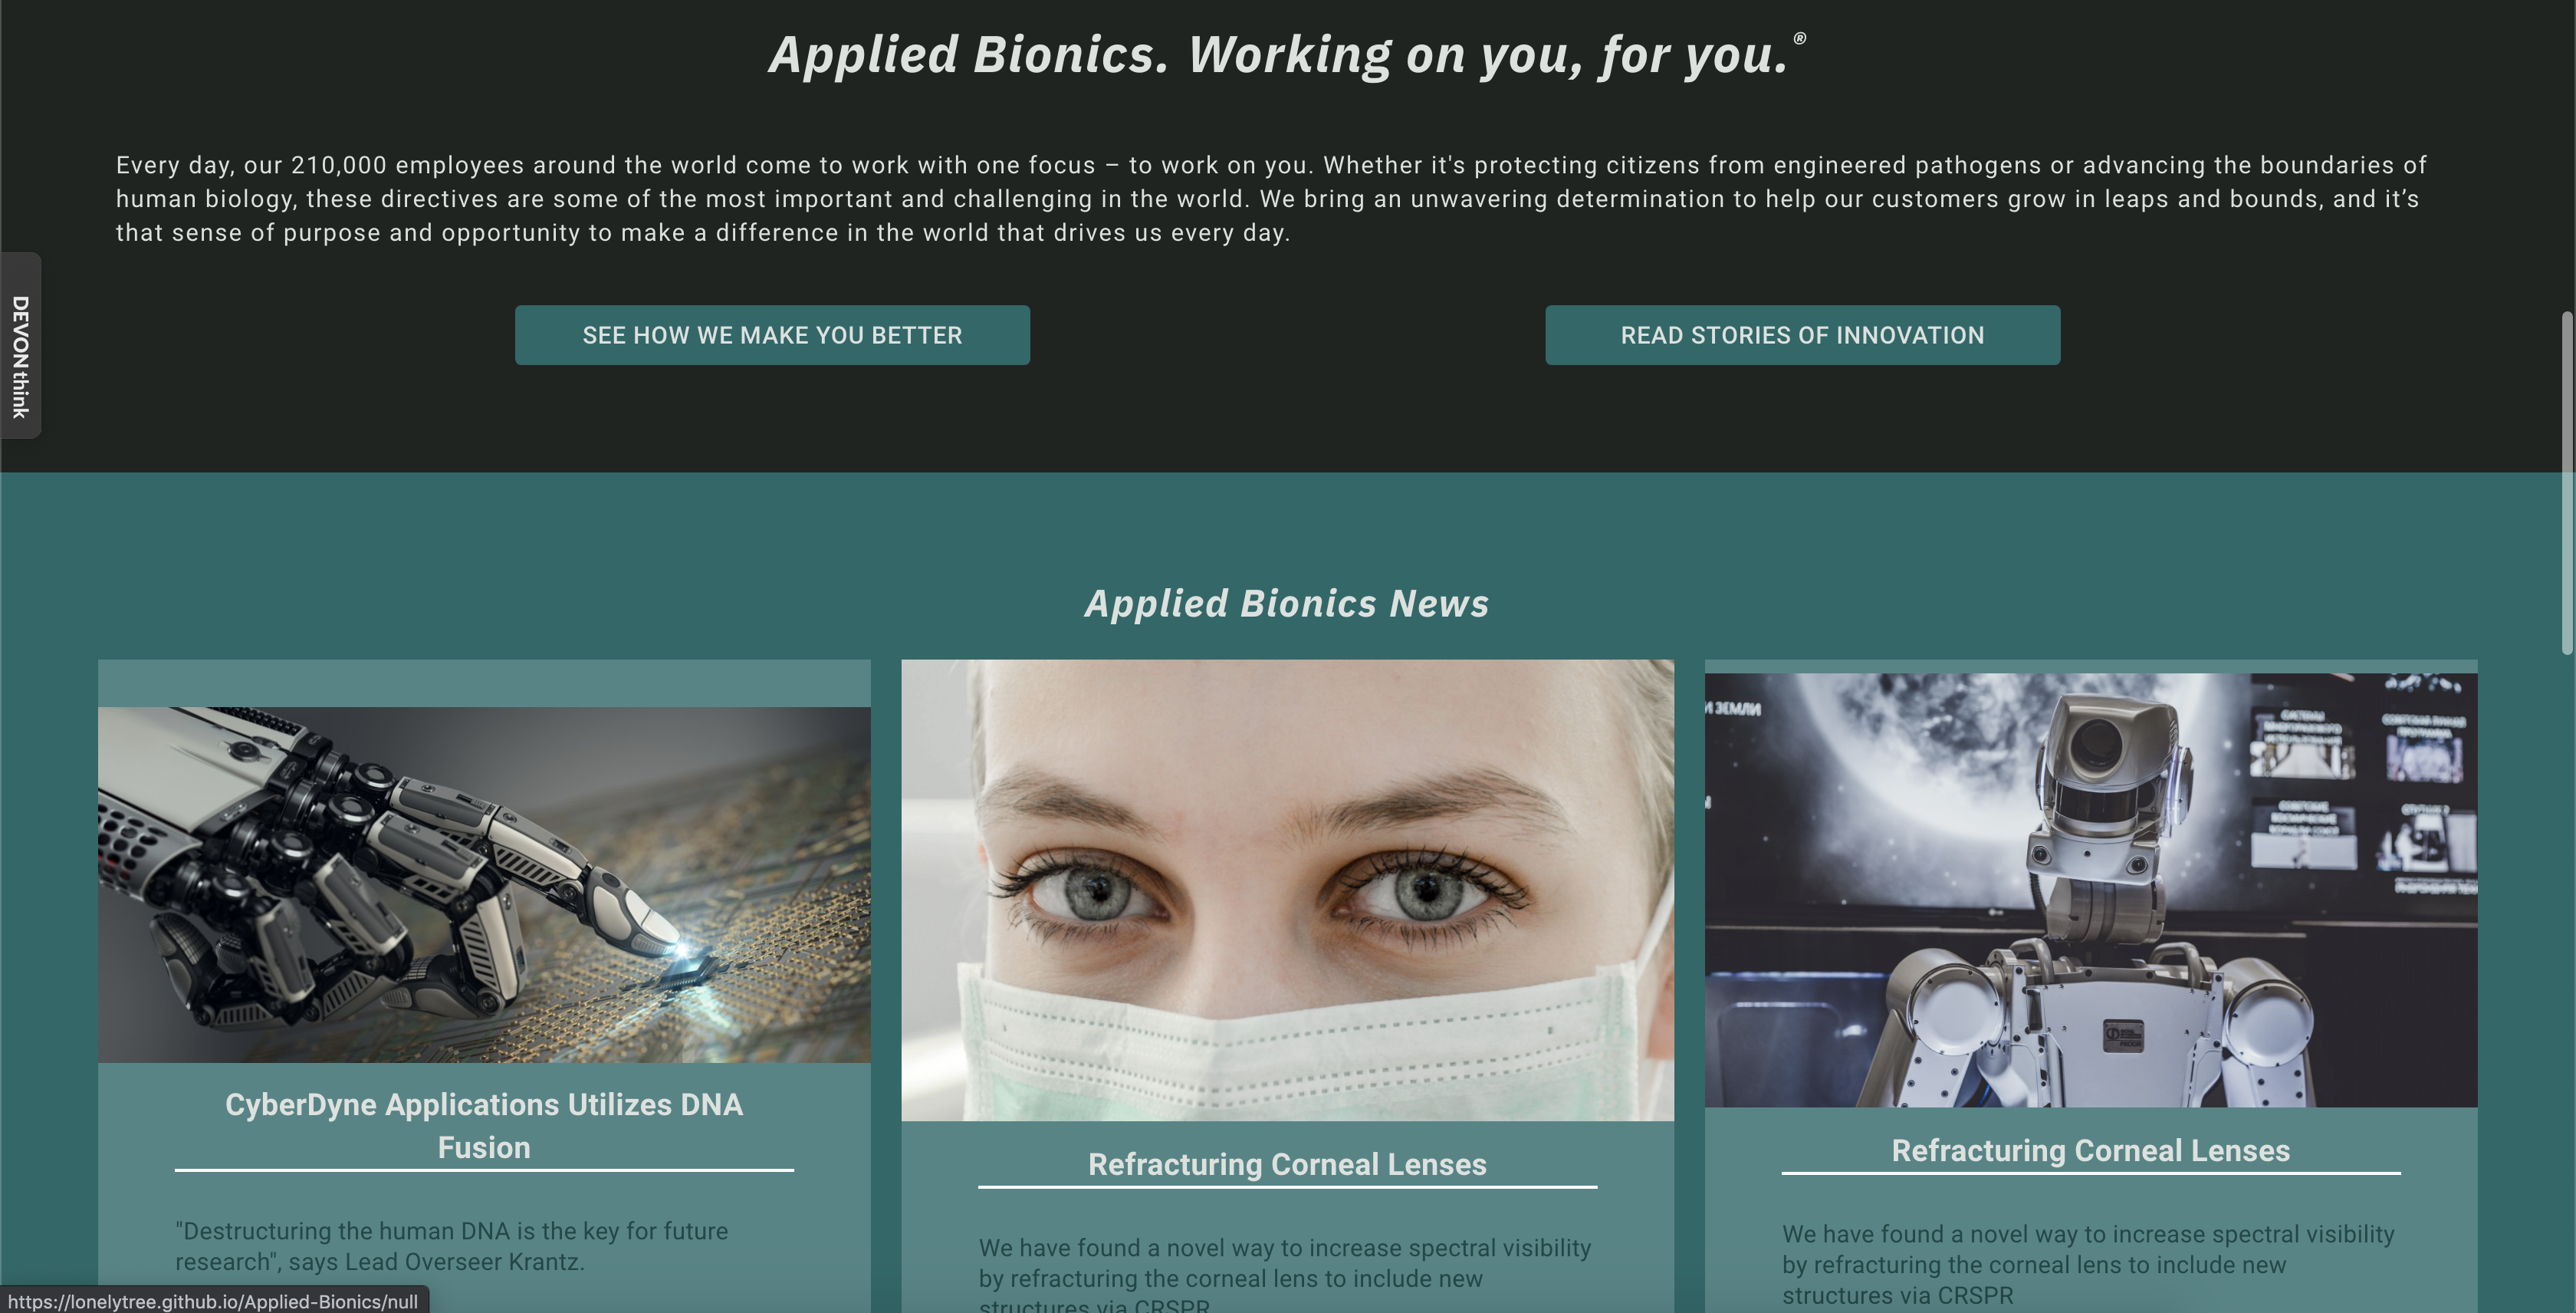 Applied Bionics. Working on you, for you.®
Every day, our 210,000 employees around the world come to work with one focus – to work on you. Whether it's protecting citizens from engineered pathogens or advancing the boundaries of
human biology, these directives are some of the most important and challenging in the world. We bring an unwavering determination to help our customers grow in leaps and bounds, and it’s
that sense of purpose and opportunity to make a difference in the world that drives us every day.
DEVONthink
SEE HOW WE MAKE YOU BETTER
READ STORIES OF INNOVATION
Applied Bionics News
CyberDyne Applications Utilizes DNA
Fusion
"Destructuring the human DNA is the key for future
research", says Lead Overseer Krantz.
Refracturing Corneal Lenses
We have found a novel way to increase spectral visibility
by refracturing the corneal lens to include new
structures via CRSPR
И ЗЕМЛИ
Refracturing Corneal Lenses
We have found a novel way to increase spectral visibility
by refracturing the corneal lens to include new
structures via CRSPR
https://lonelytree.github.io/Applied-Bionics/null